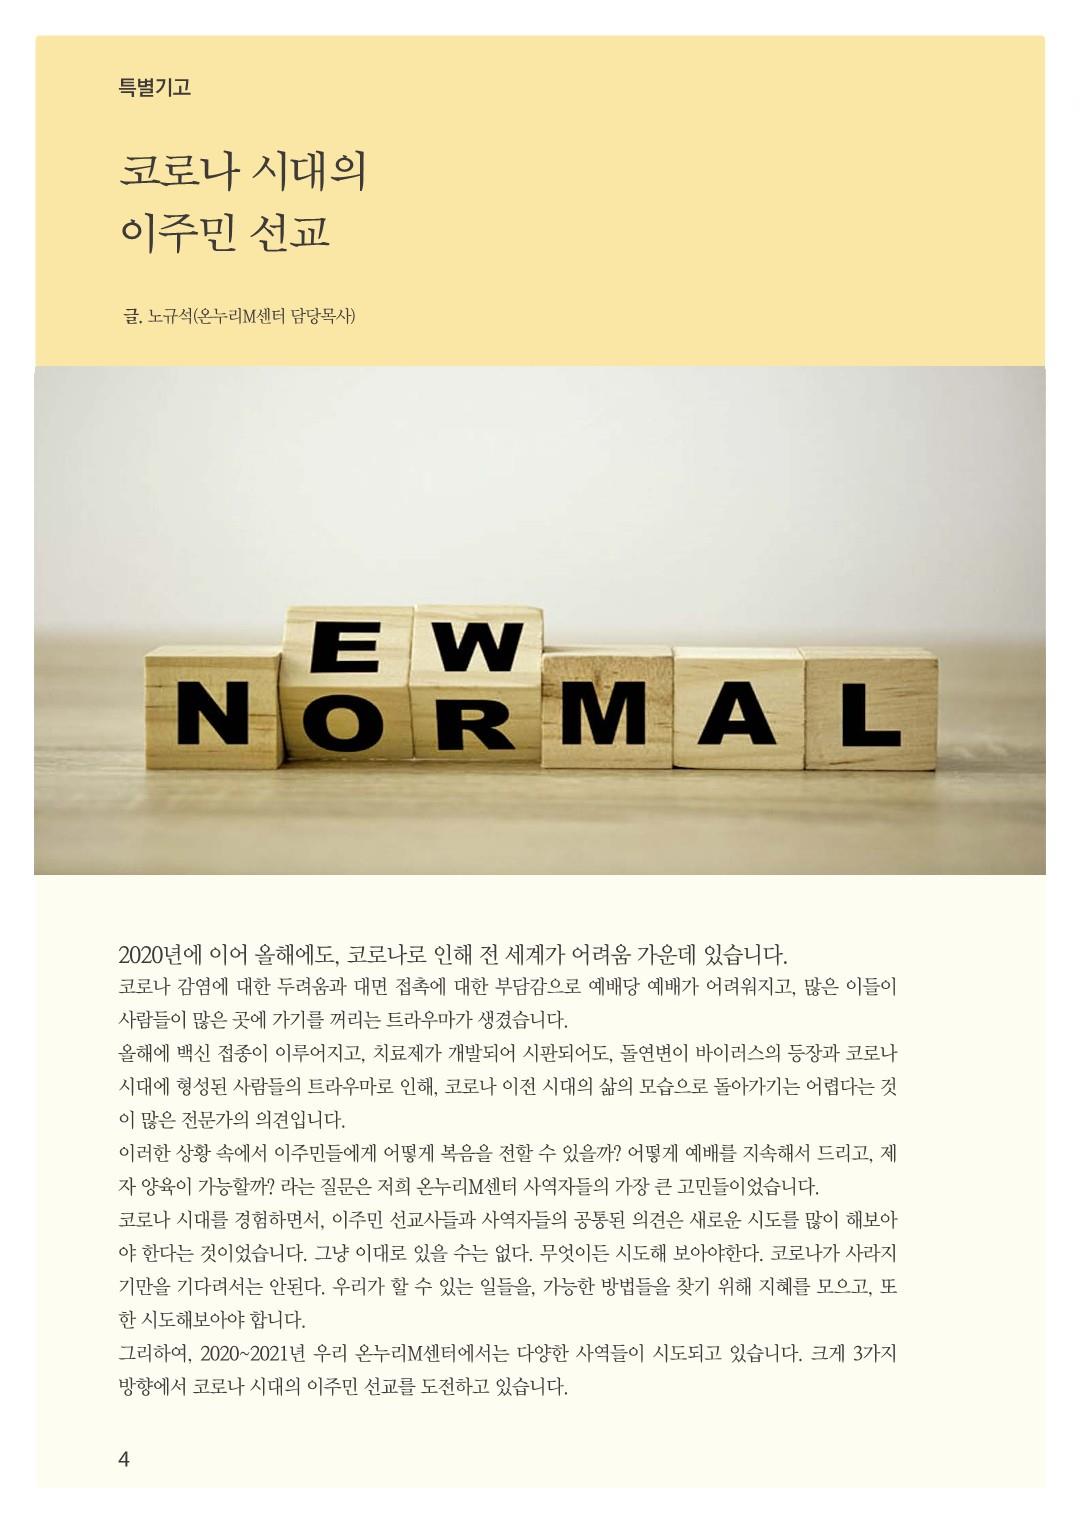 특별기고
코로나 시대의
이주민 선교
글. 노규석(온누리M센터 담당목사)
EW
NORMAL
2020년에 이어 올해에도, 코로나로 인해 전 세계가 어려움 가운데 있습니다.
코로나 감염에 대한 두려움과 대면 접촉에 대한 부담감으로 예배당 예배가 어려워지고, 많은 이들이
사람들이 많은 곳에 가기를 꺼리는 트라우마가 생겼습니다.
올해에 백신 접종이 이루어지고, 치료제가 개발되어 시판되어도, 돌연변이 바이러스의 등장과 코로나
시대에 형성된 사람들의 트라우마로 인해, 코로나 이전 시대의 삶의 모습으로 돌아가기는 어렵다는 것
이 많은 전문가의 의견입니다.
이러한 상황 속에서 이주민들에게 어떻게 복음을 전할 수 있을까? 어떻게 예배를 지속해서 드리고, 제
자 양육이 가능할까? 라는 질문은 저희 온누리M센터 사역자들의 가장 큰 고민들이었습니다.
코로나 시대를 경험하면서, 이주민 선교사들과 사역자들의 공통된 의견은 새로운 시도를 많이 해보아
야 한다는 것이었습니다. 그냥 이대로 있을 수는 없다. 무엇이든 시도해 보아야한다. 코로나가 사라지
기만을 기다려서는 안된다. 우리가 할 수 있는 일들을, 가능한 방법들을 찾기 위해 지혜를 모으고, 또
한 시도해보아야 합니다.
그리하여, 2020~2021년 우리 온누리M센터에서는 다양한 사역들이 시도되고 있습니다. 크게 3가지
방향에서 코로나 시대의 이주민 선교를 도전하고 있습니다.
4